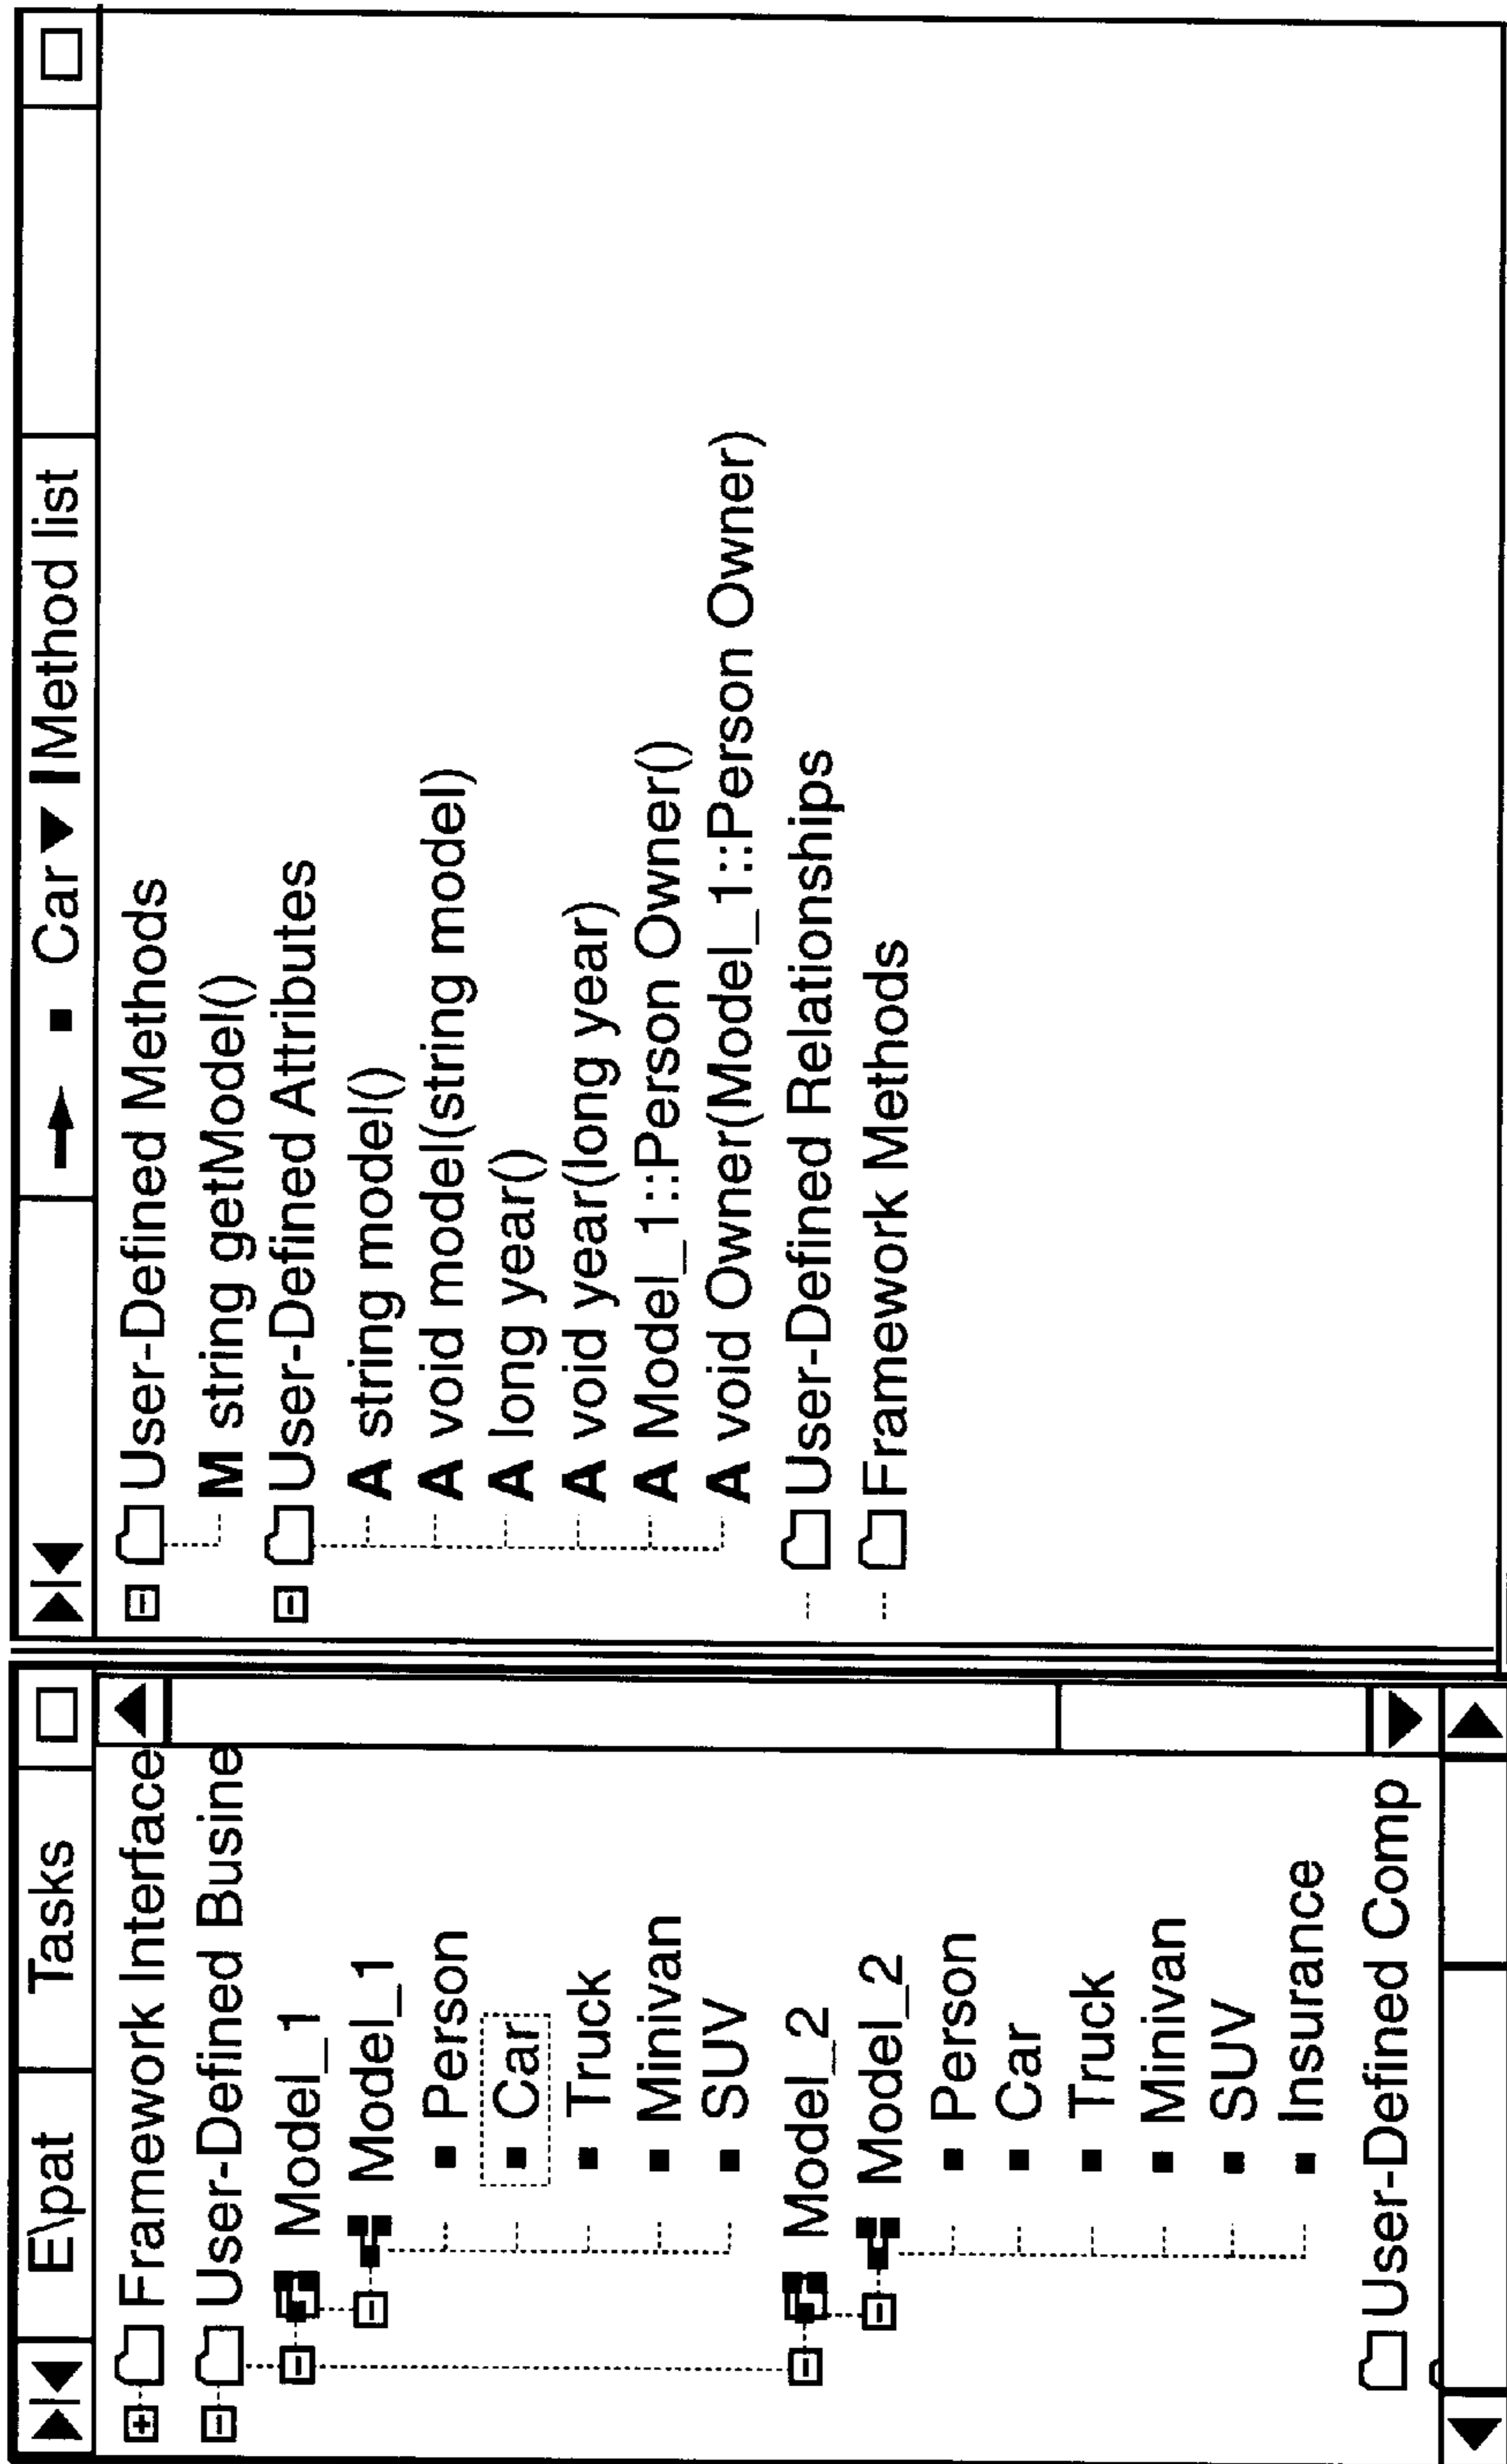 E\pat Tasks
Framework Interface
User-Defined Busine
Model_1
Model_1
Person
Car
Truck
Minivan
SUV
Model_2
Model_2
Person
Car
Truck
Minivan
SUV
Insurance
User-Defined Comp
Car Method list
User-Defined Methods
M string getModel()
User-Defined Attributes
A string model()
A void model(string model)
A long year()
A void year(long year)
A Model_1::Person Owner()
A void Owner(Model_1::Person Owner)
User-Defined Relationships
Framework Methods